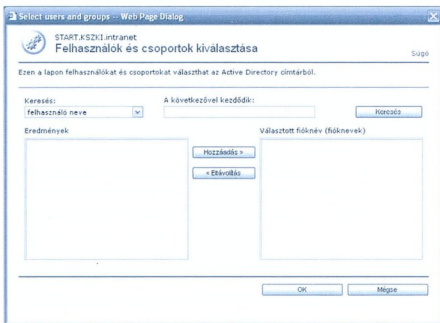 Select users and groups -- Web Page Dialog
START.KSZKI.intranet
Felhasználók és csoportok kiválasztása
Súgó
Ezen a lapon felhasználókat és csoportokat választhat az Active Directory címtárból.
Keresés:
A következővel kezdődik:
felhasználó neve
Keresés
Eredmények
Választott fióknév (fióknevek)
Hozzáadás >
< Eltávolítás
OK
Mégse